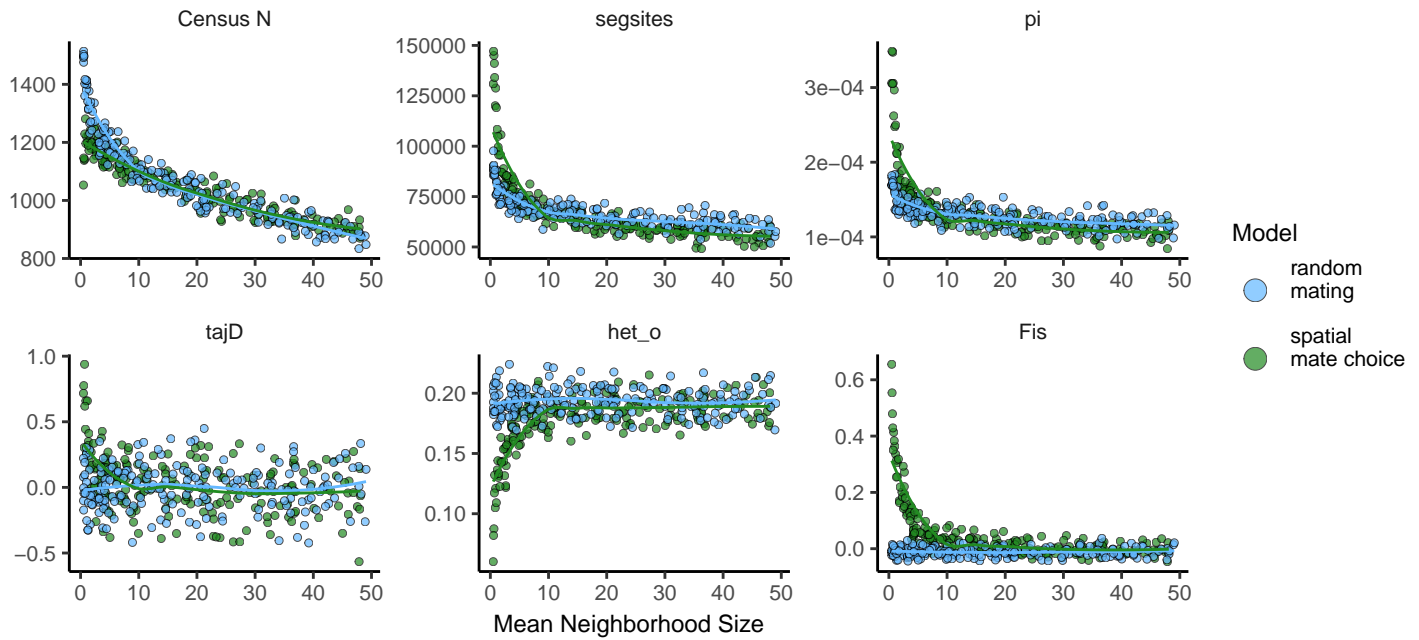 Census N
segsites
pi
1400
1200
1000
800
0 10 20 30 40 50
150000
125000
100000
75000
50000
0 10 20 30 40 50
3e−04
2e−04
1e−04
0 10 20 30 40 50
tajD
het_o
Fis
1.0
0.5
0.0
−0.5
0 10 20 30 40 50
0.20
0.15
0.10
0 10 20 30 40 50
0.6
0.4
0.2
0.0
0 10 20 30 40 50
Mean Neighborhood Size
Model
random
mating
spatial
mate choice